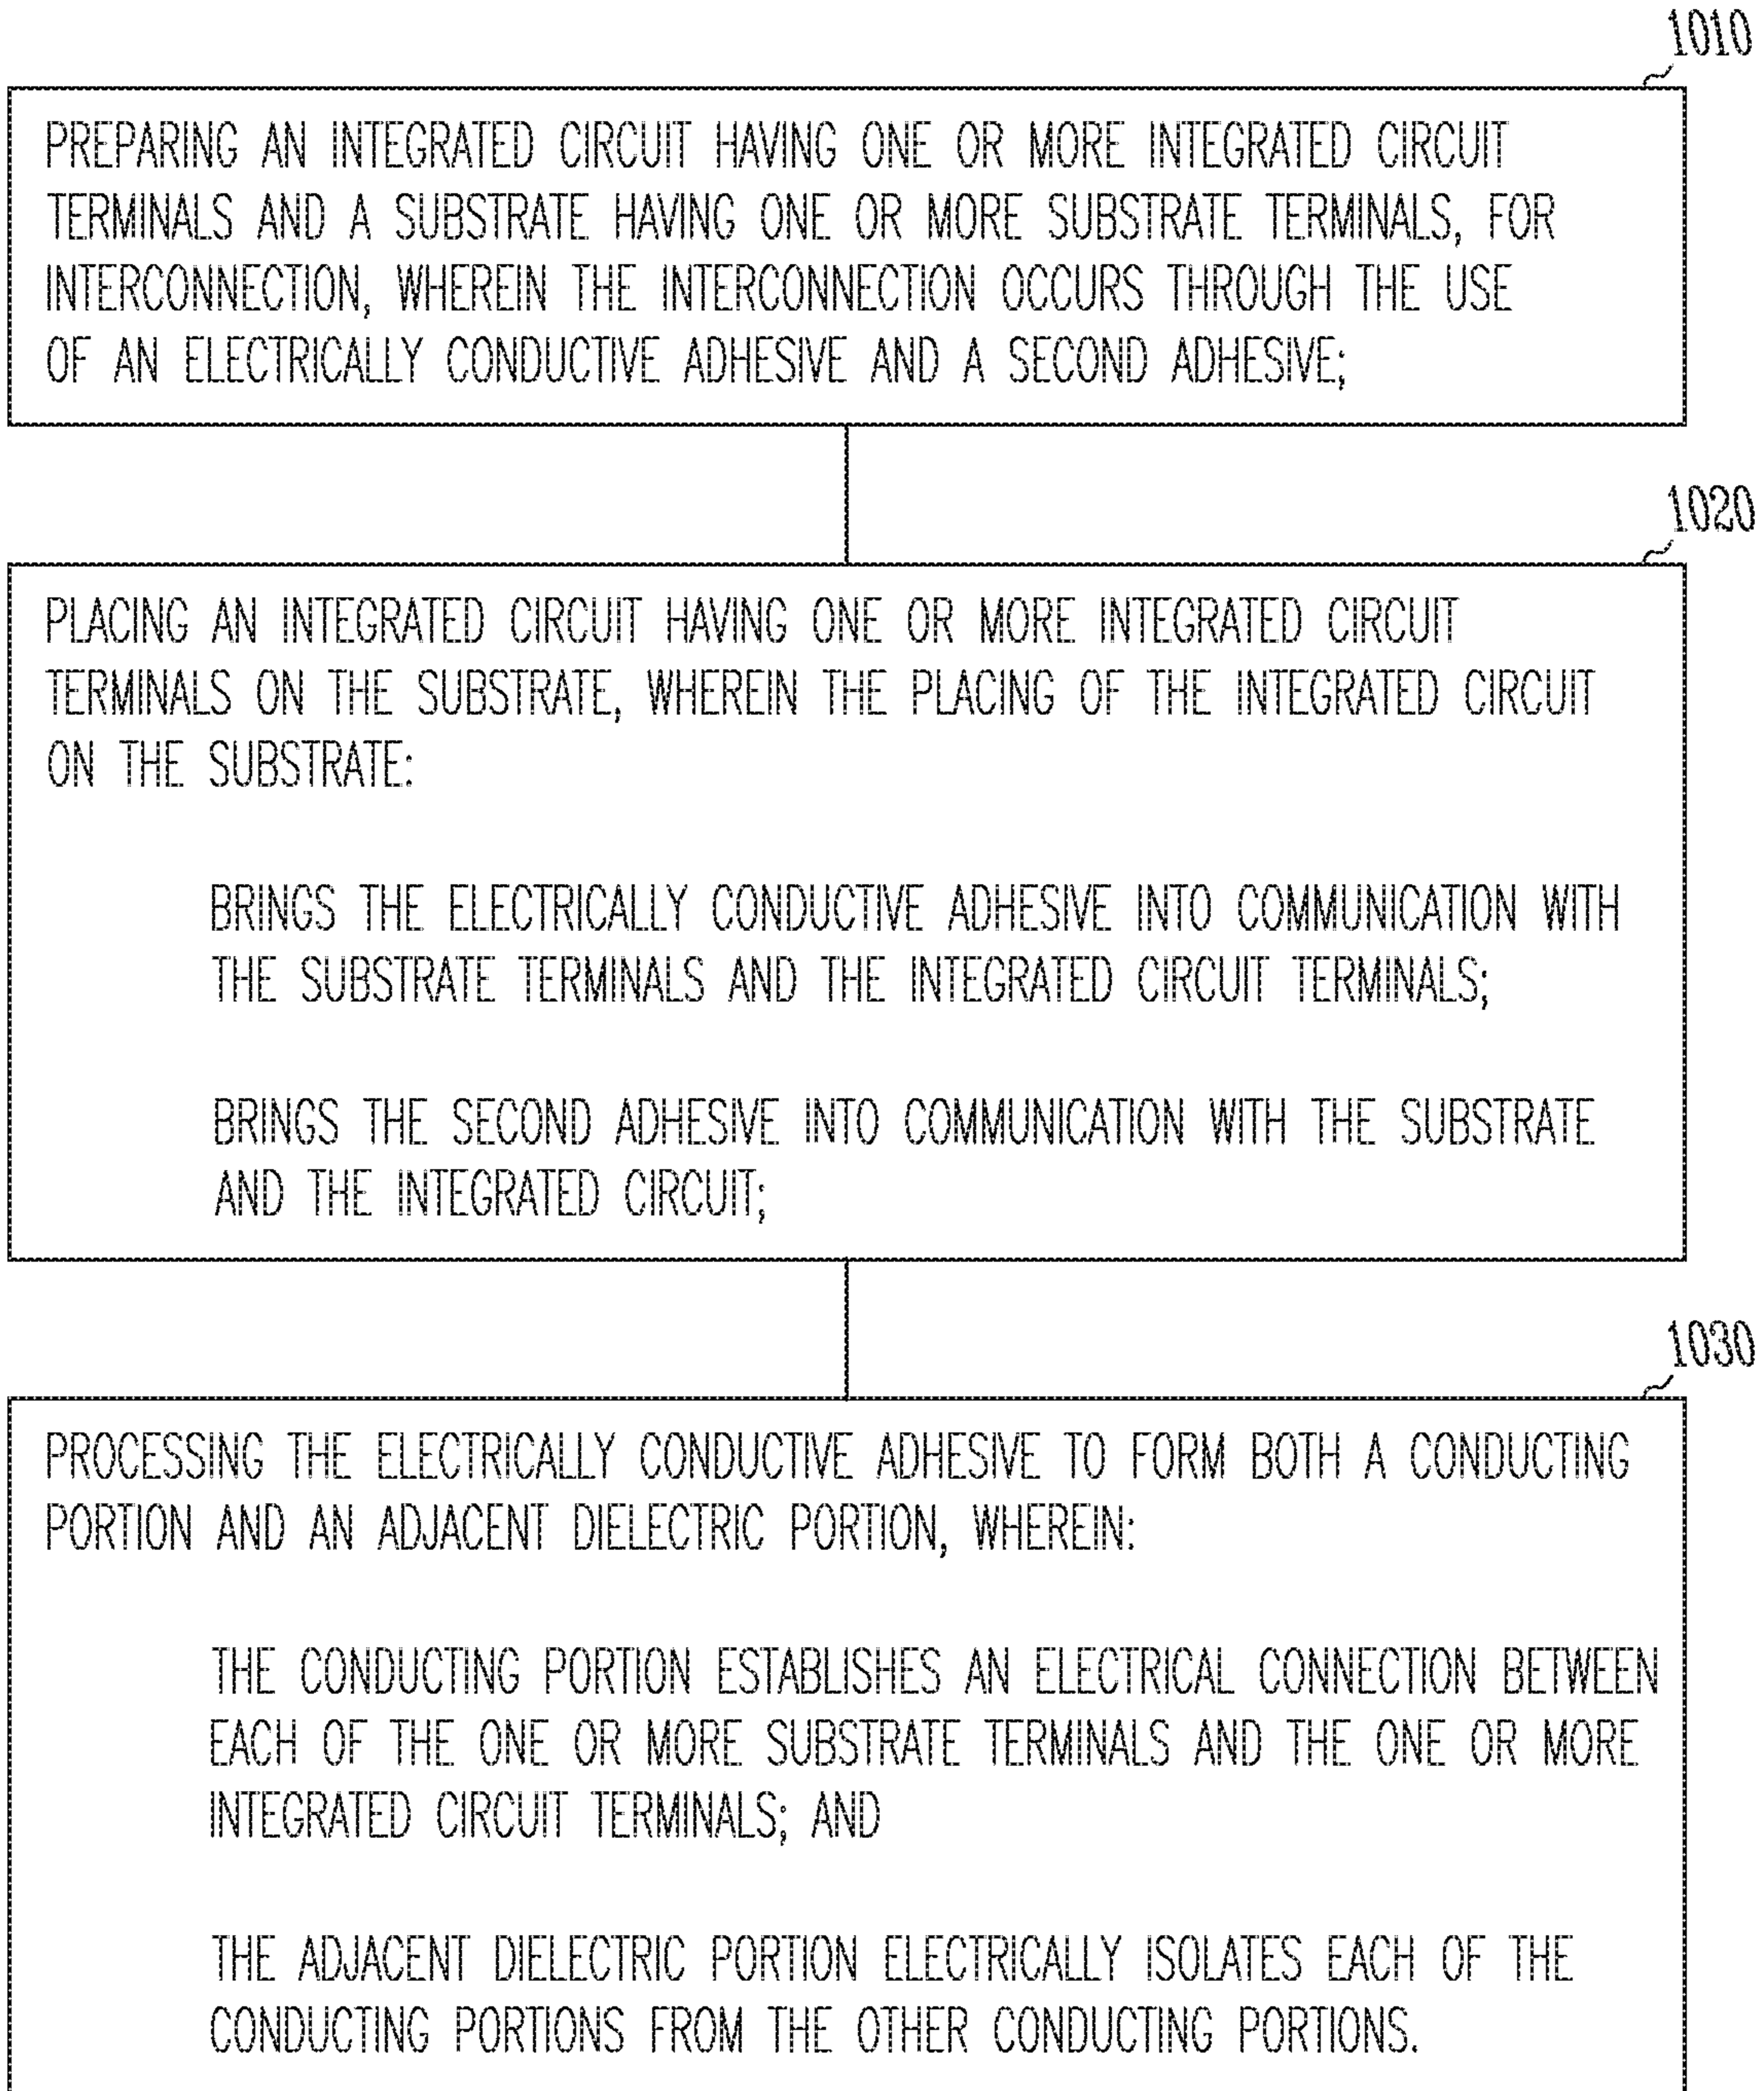 1010
PREPARING AN INTEGRATED CIRCUIT HAVING ONE OR MORE INTEGRATED CIRCUIT
TERMINALS AND A SUBSTRATE HAVING ONE OR MORE SUBSTRATE TERMINALS, FOR
INTERCONNECTION, WHEREIN THE INTERCONNECTION OCCURS THROUGH THE USE
OF AN ELECTRICALLY CONDUCTIVE ADHESIVE AND A SECOND ADHESIVE;
1020
PLACING AN INTEGRATED CIRCUIT HAVING ONE OR MORE INTEGRATED CIRCUIT
TERMINALS ON THE SUBSTRATE, WHEREIN THE PLACING OF THE INTEGRATED CIRCUIT
ON THE SUBSTRATE:
BRINGS THE ELECTRICALLY CONDUCTIVE ADHESIVE INTO COMMUNICATION WITH
THE SUBSTRATE TERMINALS AND THE INTEGRATED CIRCUIT TERMINALS;
BRINGS THE SECOND ADHESIVE INTO COMMUNICATION WITH THE SUBSTRATE
AND THE INTEGRATED CIRCUIT;
1030
PROCESSING THE ELECTRICALLY CONDUCTIVE ADHESIVE TO FORM BOTH A CONDUCTING
PORTION AND AN ADJACENT DIELECTRIC PORTION, WHEREIN:
THE CONDUCTING PORTION ESTABLISHES AN ELECTRICAL CONNECTION BETWEEN
EACH OF THE ONE OR MORE SUBSTRATE TERMINALS AND THE ONE OR MORE
INTEGRATED CIRCUIT TERMINALS; AND
THE ADJACENT DIELECTRIC PORTION ELECTRICALLY ISOLATES EACH OF THE
CONDUCTING PORTIONS FROM THE OTHER CONDUCTING PORTIONS.